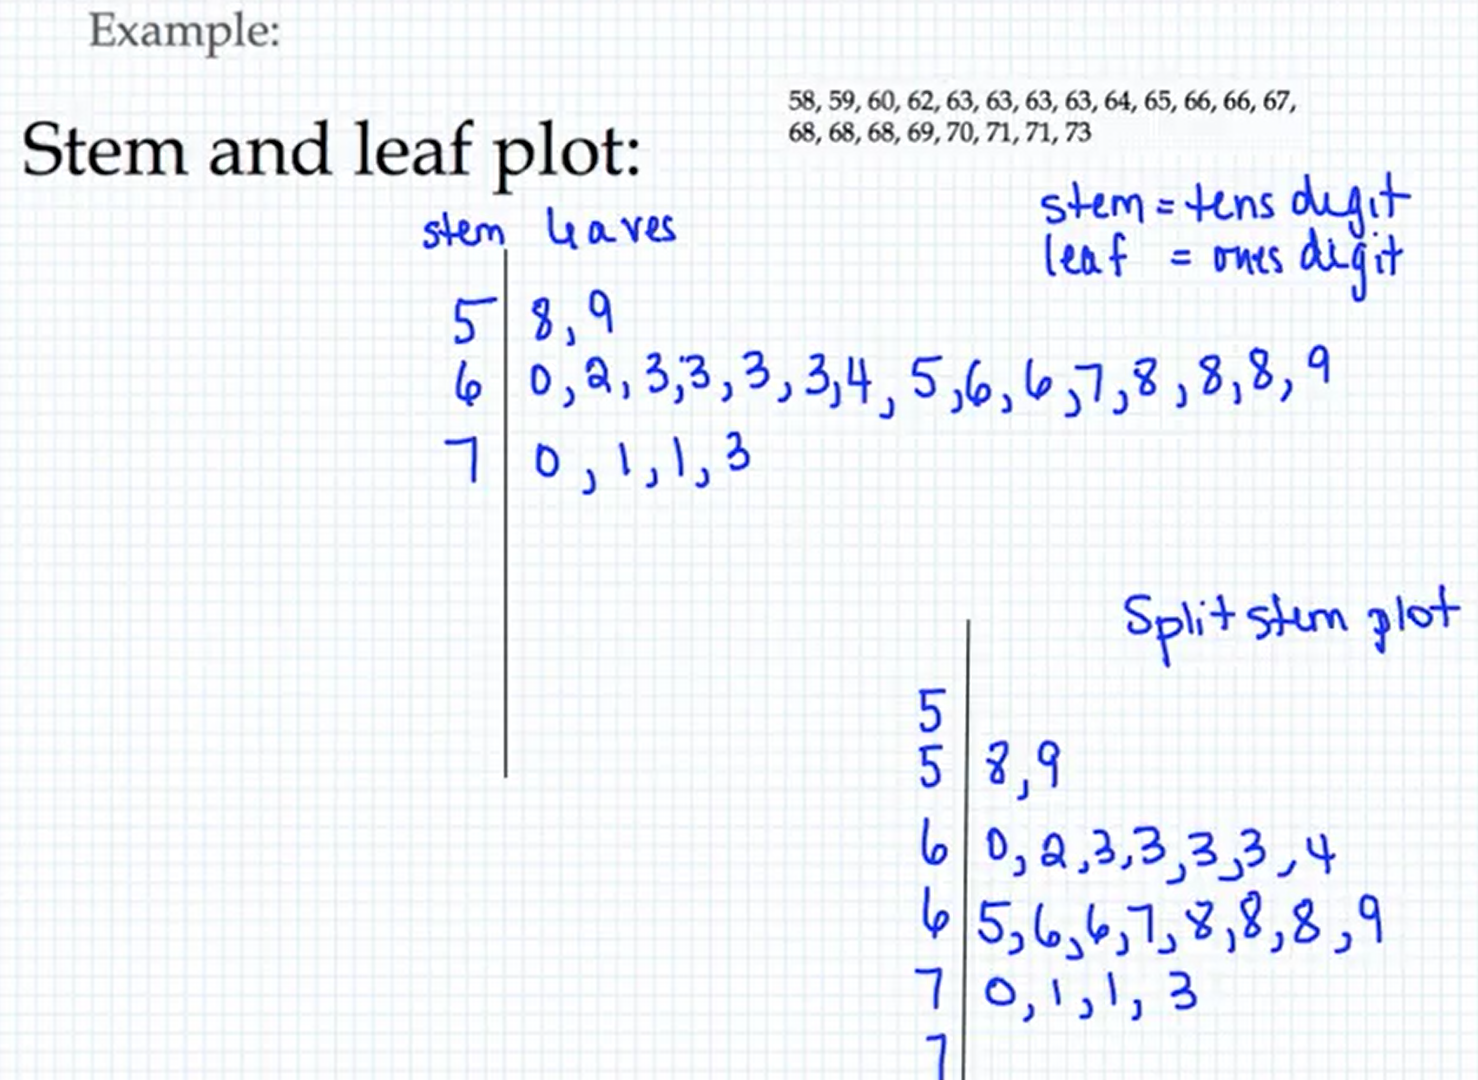 Example:
58, 59, 60, 62, 63, 63, 63, 63, 64, 65, 66, 66, 67,
68, 68, 68, 69, 70, 71, 71, 73
Stem and leaf plot:
stem = tens digit
leaf = ones digit
stem leaves
5 8, 9
6 0, 2, 3, 3, 3, 3, 4, 5, 6, 6, 7, 8, 8, 8, 9
7 0, 1, 1, 3
Split stem plot
5
5 8, 9
6 0, 2, 3, 3, 3, 3, 4
6 5, 6, 6, 7, 8, 8, 8, 9
7 0, 1, 1, 3
7